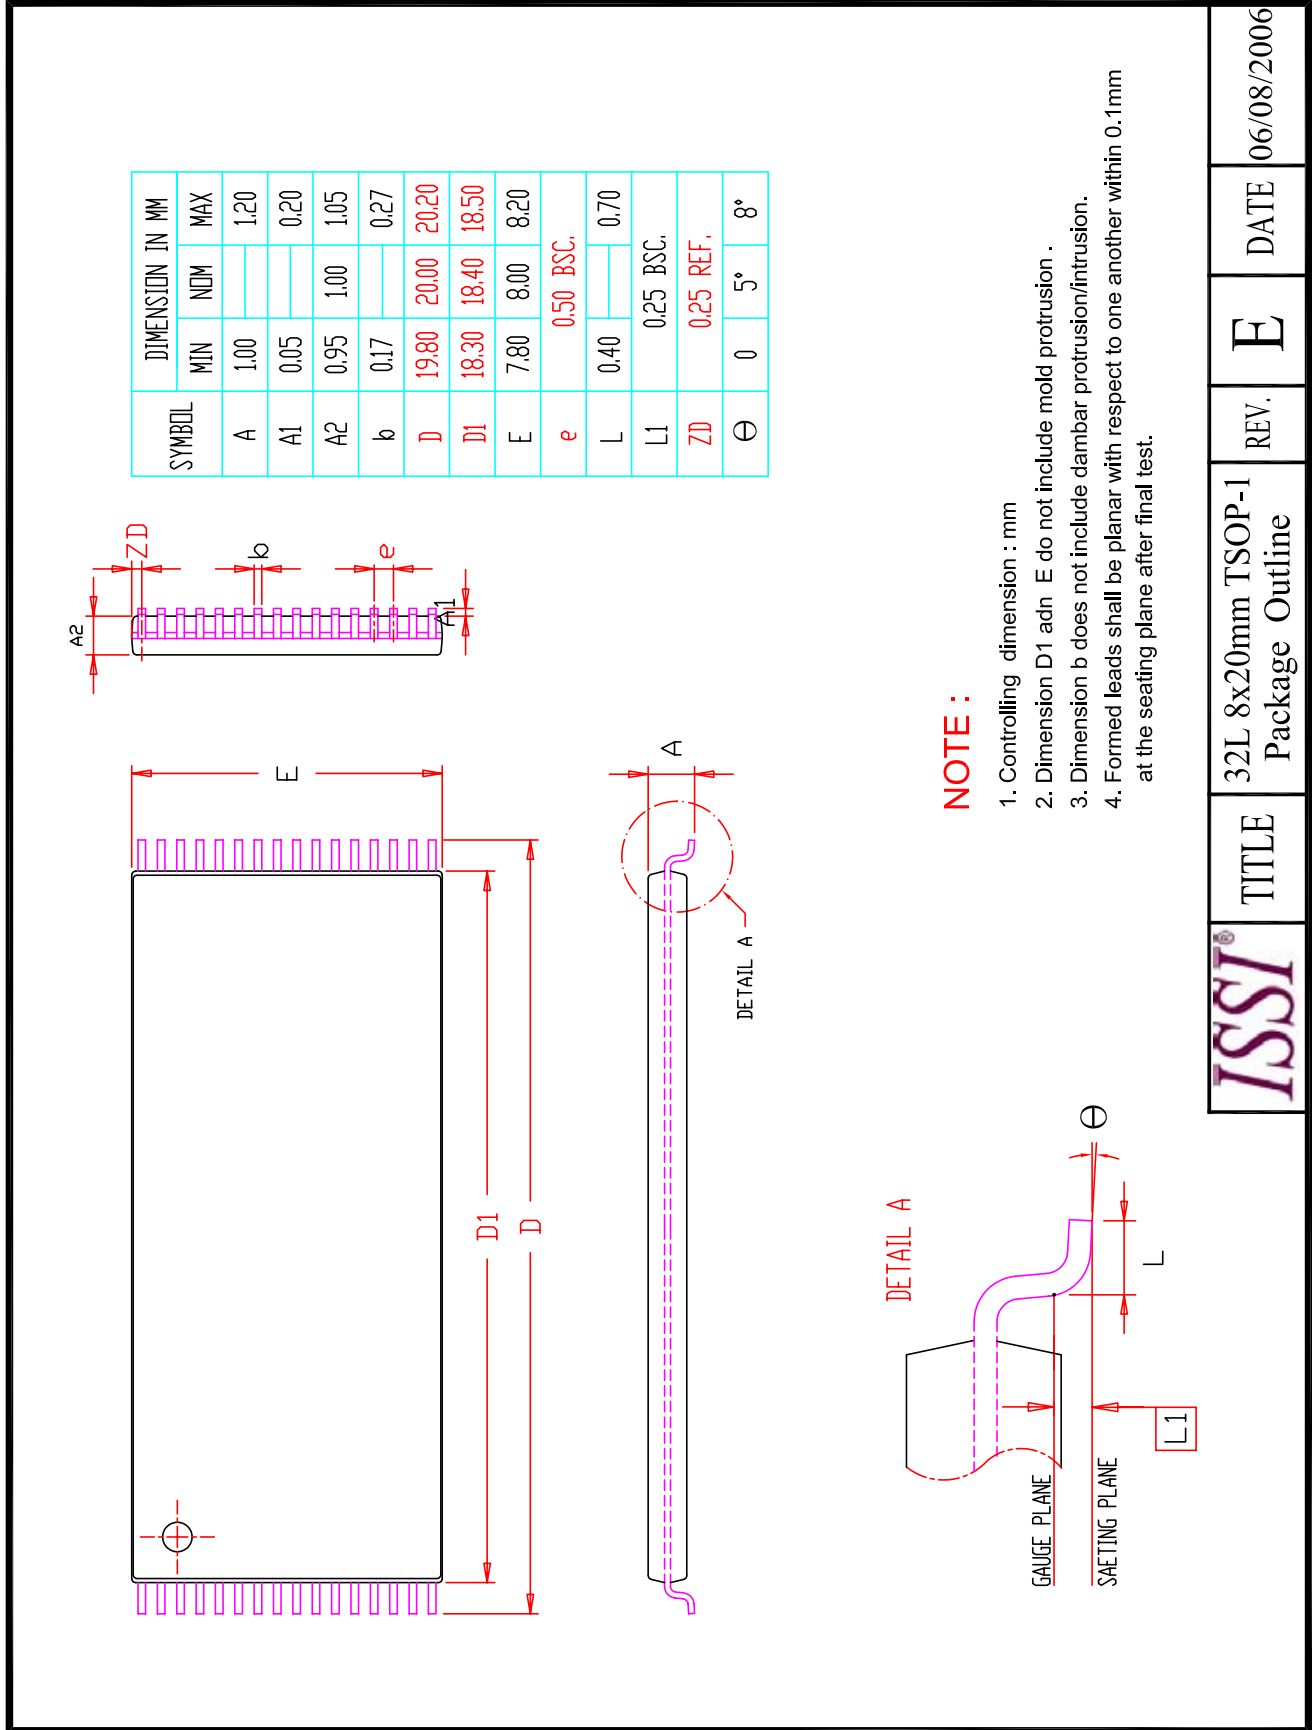 SYMBOL DIMENSION IN MM
MIN NOM MAX
A 1.00 1.20
A1 0.05 0.20
A2 0.95 1.00 1.05
b 0.17 0.27
D 19.80 20.00 20.20
D1 18.30 18.40 18.50
E 7.80 8.00 8.20
e 0.50 BSC.
L 0.40 0.70
L1 0.25 BSC.
ZD 0.25 REF.
Θ 0 5° 8°
A2
ZD
b
e
A1
E
D1
D
A
DETAIL A
DETAIL A
Θ
L
L1
GAUGE PLANE
SAETING PLANE
NOTE :
1. Controlling dimension : mm
2. Dimension D1 adn E do not include mold protrusion .
3. Dimension b does not include dambar protrusion/intrusion.
4. Formed leads shall be planar with respect to one another within 0.1mm
at the seating plane after final test.
ISSI®
TITLE
32L 8x20mm TSOP-1
Package Outline
REV.
E
DATE
06/08/2006